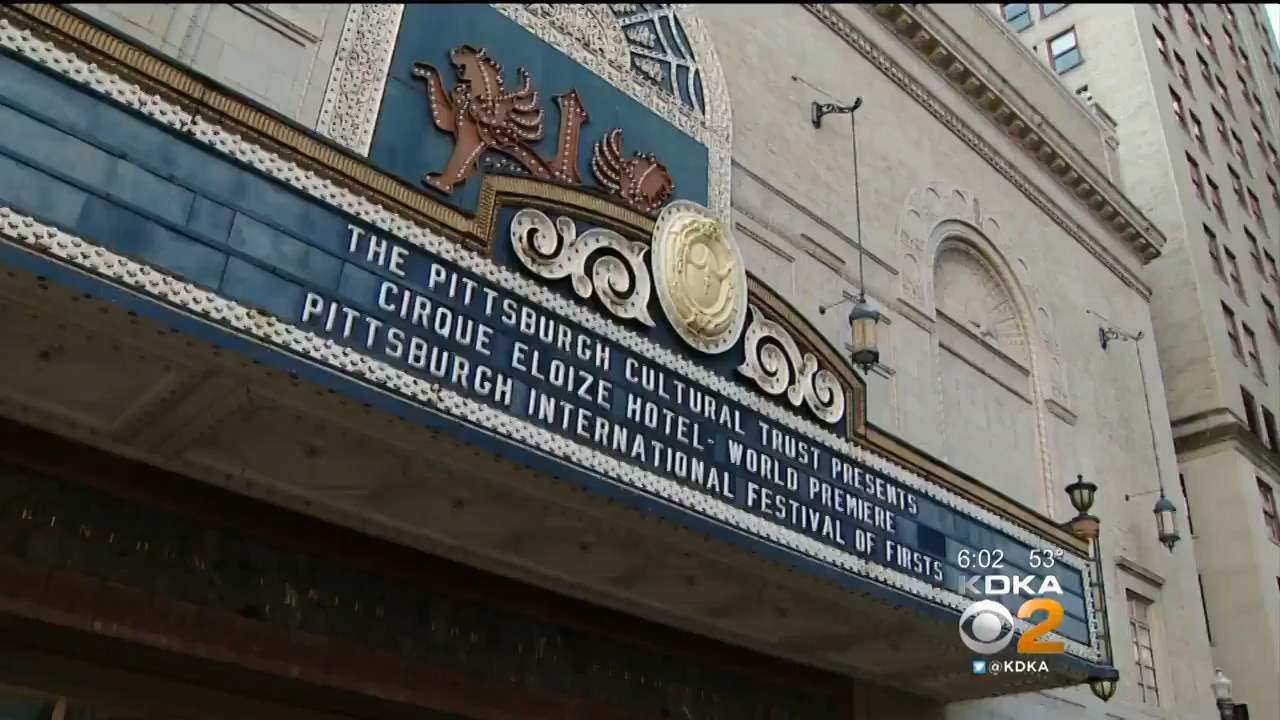 THE PITTSBURGH CULTURAL TRUST PRESENTS
CIRQUE ELOIZE HOTEL- WORLD PREMIERE
PITTSBURGH INTERNATIONAL FESTIVAL OF FIRSTS
6:02 53°
KDKA
2
@KDKA